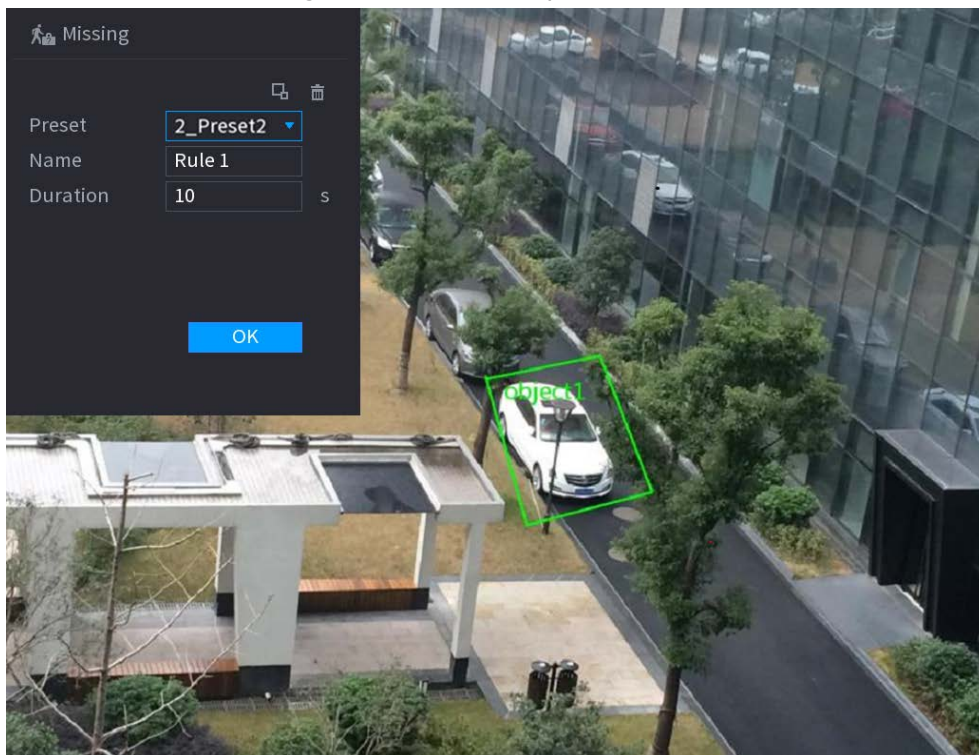 Missing
Preset 2_Preset2
Name Rule 1
Duration 10 s
OK
object1